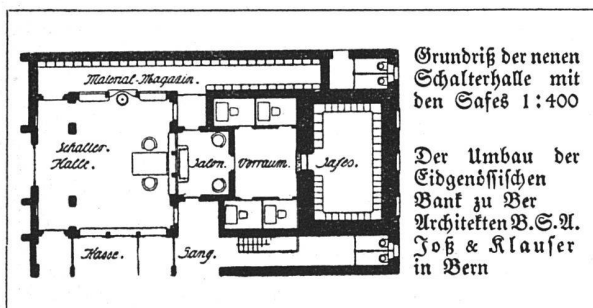 Material-Magazin.
Schalter-
Halle.
Salon.
Vorraum.
Safes.
Kasse.
Gang.
Grundriß der neuen
Schalterhalle mit
den Safes 1:400
Der Umbau der
Eidgenössischen
Bank zu Ber
Architekten B.S.A.
Joß & Klauser
in Bern